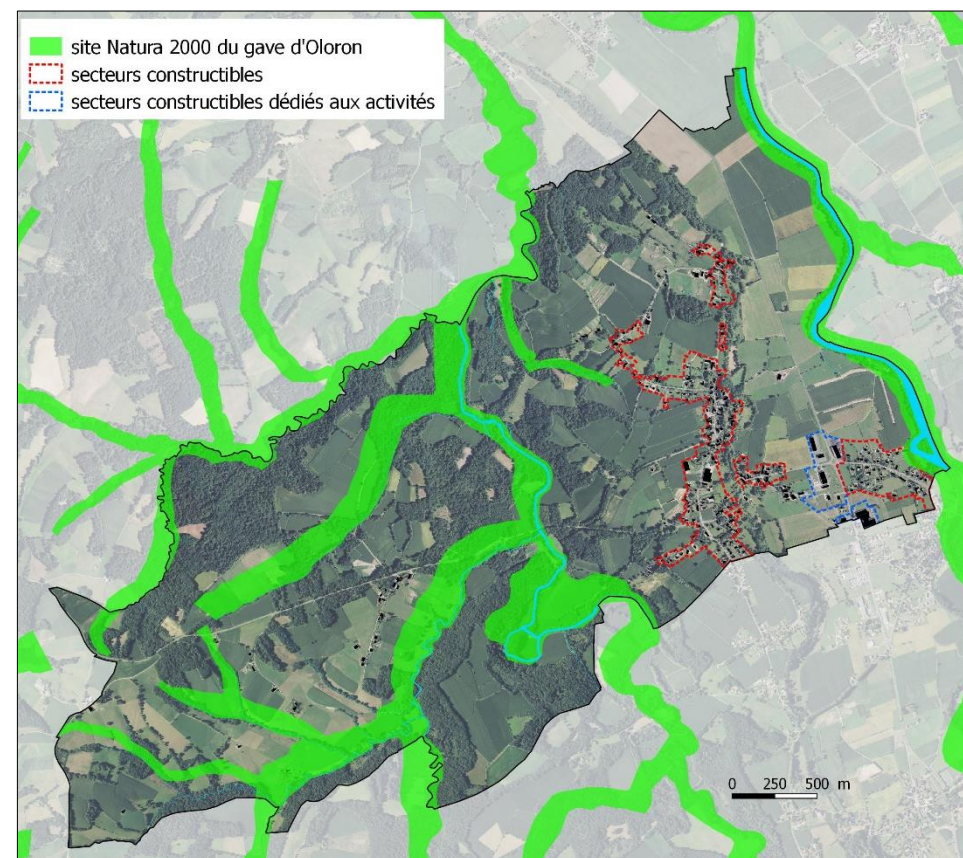 site Natura 2000 du gave d'Oloron
secteurs constructibles
secteurs constructibles dédiés aux activités
0 250 500 m